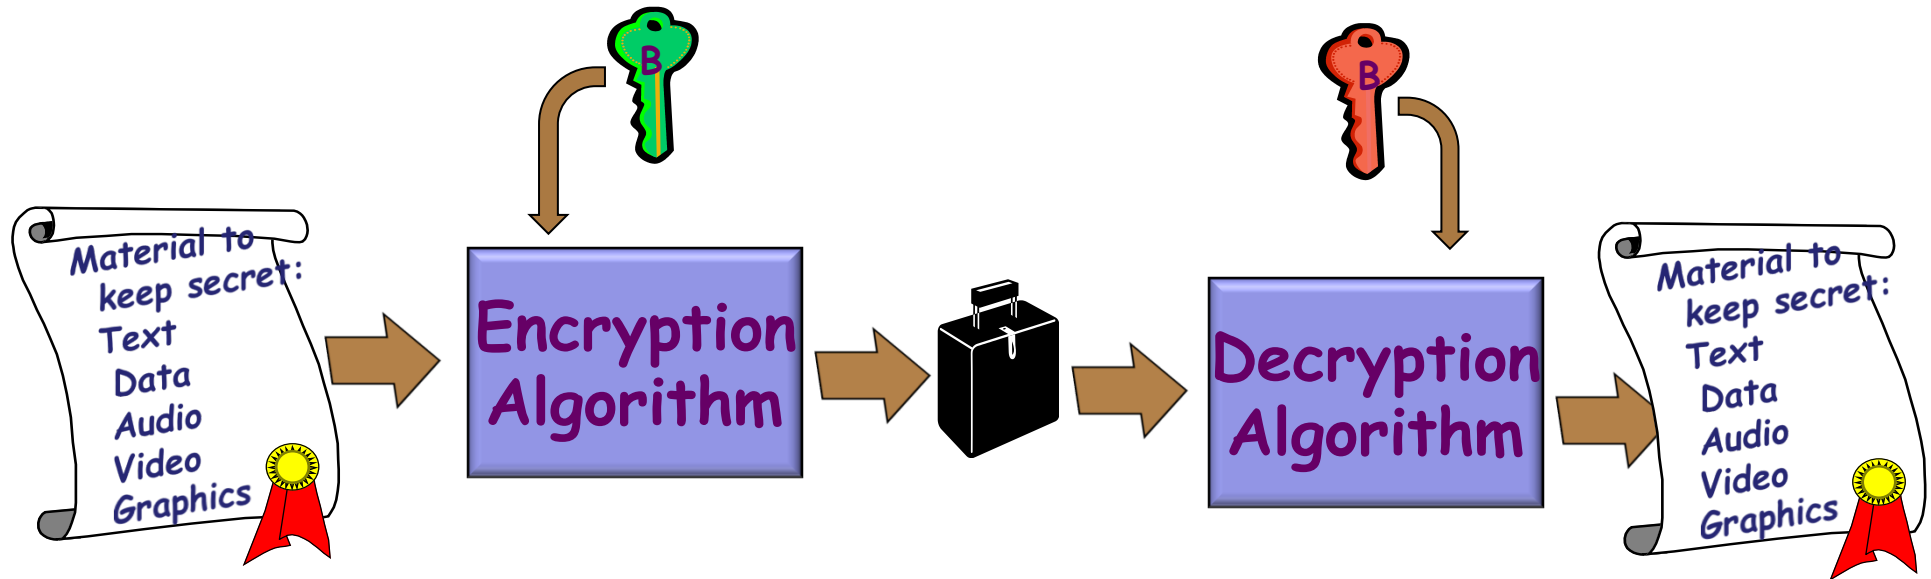 B
B
Material to
keep secret:
Text
Data
Audio
Video
Graphics
Encryption
Algorithm
Decryption
Algorithm
Material to
keep secret:
Text
Data
Audio
Video
Graphics